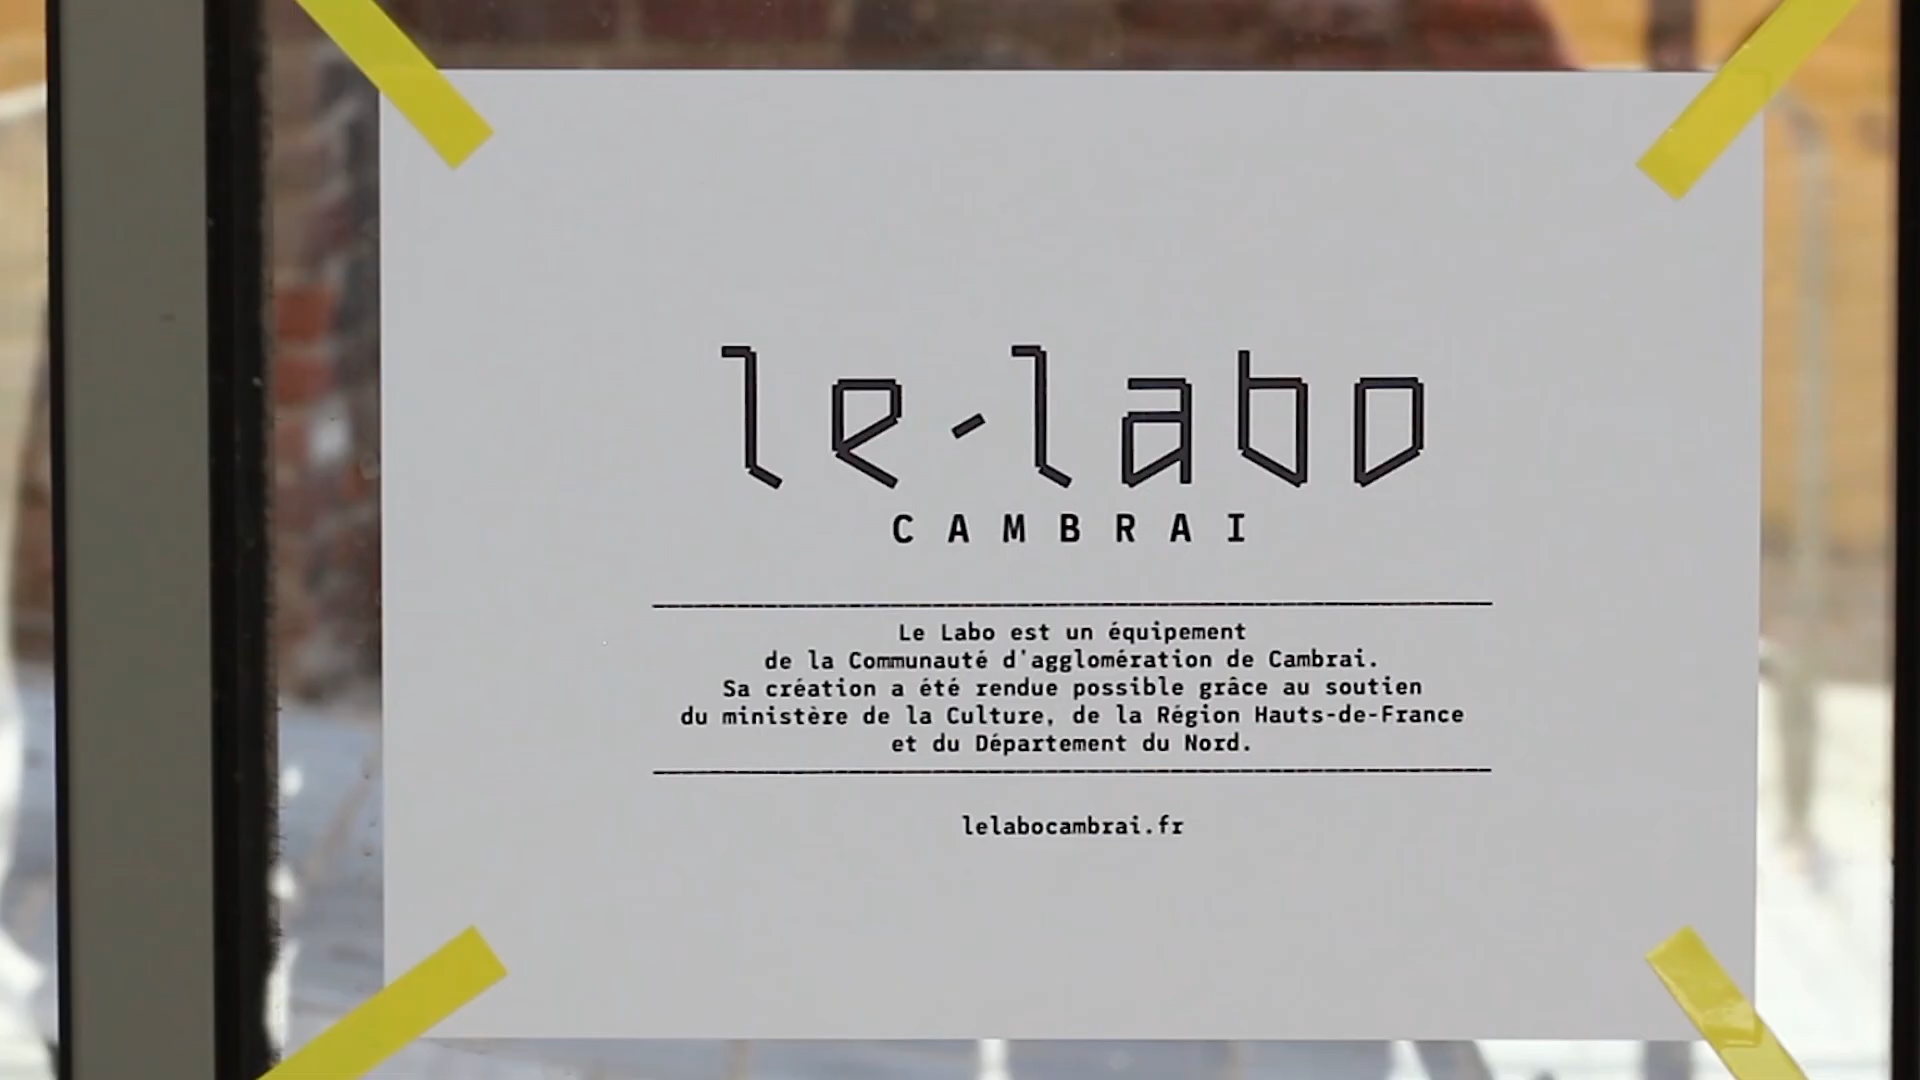 le-labo
CAMBRAI
Le Labo est un équipement
de la Communauté d'agglomération de Cambrai.
Sa création a été rendue possible grâce au soutien
du ministère de la Culture, de la Région Hauts-de-France
et du Département du Nord.
lelabocambrai.fr